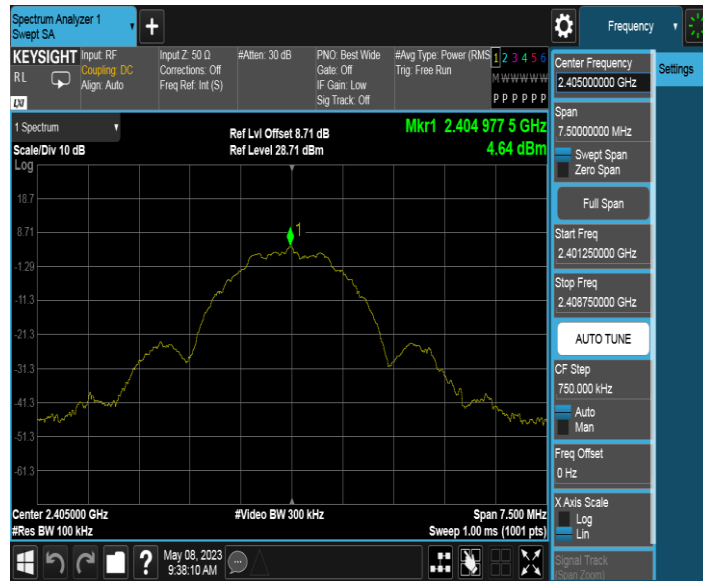 Spectrum Analyzer 1
Swept SA
+
Frequency
KEYSIGHT
RL
LXI
Input: RF
Coupling: DC
Align: Auto
Input Z: 50 Ω
Corrections: Off
Freq Ref: Int (S)
#Atten: 30 dB
PNO: Best Wide
Gate: Off
IF Gain: Low
Sig Track: Off
#Avg Type: Power (RMS
Trig: Free Run
1 2 3 4 5 6
M W W W W W
P P P P P P
1 Spectrum
Scale/Div 10 dB
Log
Ref Lvl Offset 8.71 dB
Ref Level 28.71 dBm
Mkr1 2.404 977 5 GHz
4.64 dBm
1
18.7
8.71
-1.29
-11.3
-21.3
-31.3
-41.3
-51.3
-61.3
Center 2.405000 GHz
#Res BW 100 kHz
#Video BW 300 kHz
Span 7.500 MHz
Sweep 1.00 ms (1001 pts)
Settings
Center Frequency
2.405000000 GHz
Span
7.50000000 MHz
Swept Span
Zero Span
Full Span
Start Freq
2.401250000 GHz
Stop Freq
2.408750000 GHz
AUTO TUNE
CF Step
750.000 kHz
Auto
Man
Freq Offset
0 Hz
X Axis Scale
Log
Lin
Signal Track
(Span Zoom)
?
May 08, 2023
9:38:10 AM